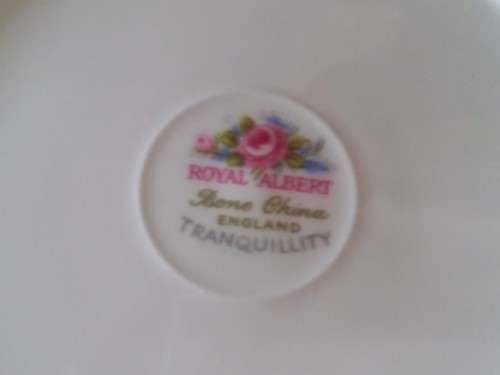 ROYAL ALBERT
Bone China
ENGLAND
TRANQUILLITY